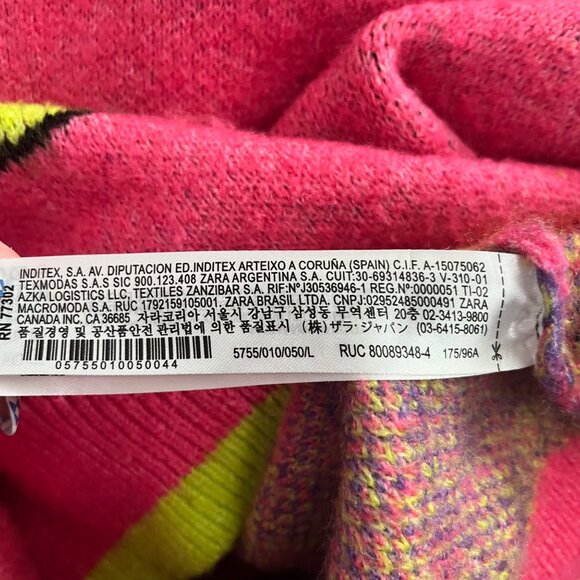 RN 77302
INDITEX, S.A. AV. DIPUTACION ED.INDITEX ARTEIXO A CORUÑA (SPAIN) C.I.F. A-15075062
TEXMODAS S.A.S SIC 900.123.408 ZARA ARGENTINA S.A. CUIT:30-69314836-3 V-310-01
AZKA LOGISTICS LLC, TEXTILES ZANZIBAR S.A. RIF:NºJ30536946-1 REG.Nº0000051 TI-02
MACROMODA S.A. RUC 1792159105001. ZARA BRASIL LTDA. CNPJ:02952485000491 ZARA
CANADA INC. CA 36685 자라코리아 서울시 강남구 삼성동 무역센터 20층 02-3413-9800
품질경영 및 공산품안전 관리법에 의한 품질표시 (株) ザラ・ジャパン (03-6415-8061)
5755/010/050/L RUC 80089348-4 175/96A
05755010050044